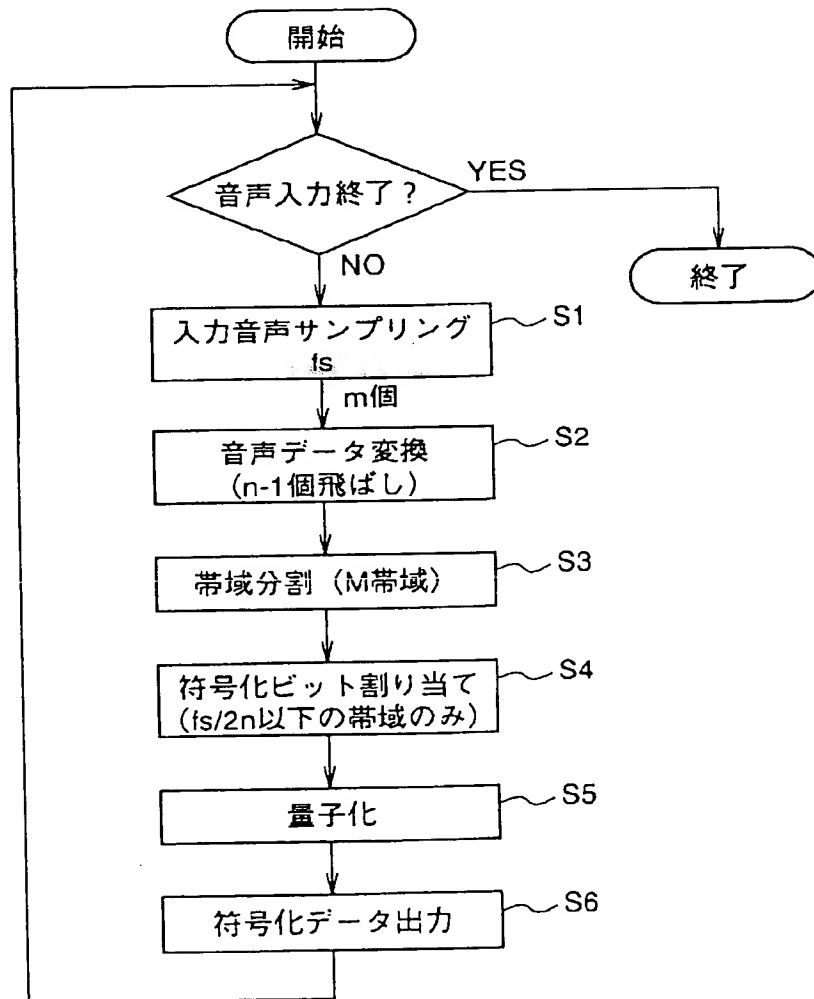 開始
音声入力終了？
YES
NO
終了
入力音声サンプリング
fs
S1
m個
音声データ変換
(n-1個飛ばし)
S2
帯域分割（M帯域）
S3
符号化ビット割り当て
(fs/2n以下の帯域のみ)
S4
量子化
S5
符号化データ出力
S6